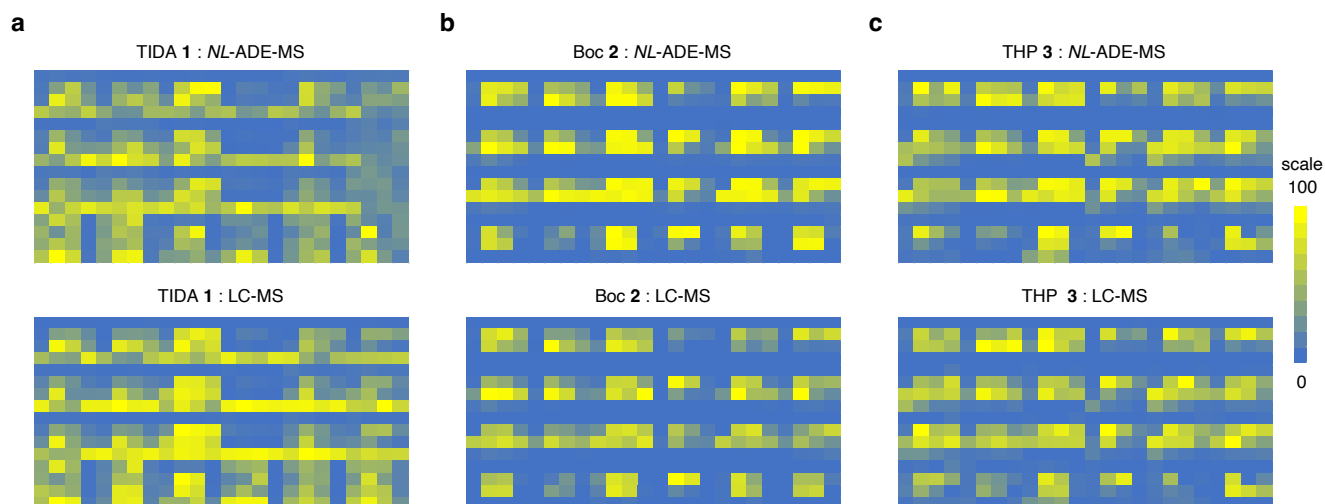 a
b
c
TIDA 1 : NL-ADE-MS
Boc 2 : NL-ADE-MS
THP 3 : NL-ADE-MS
scale
100
0
TIDA 1 : LC-MS
Boc 2 : LC-MS
THP 3 : LC-MS